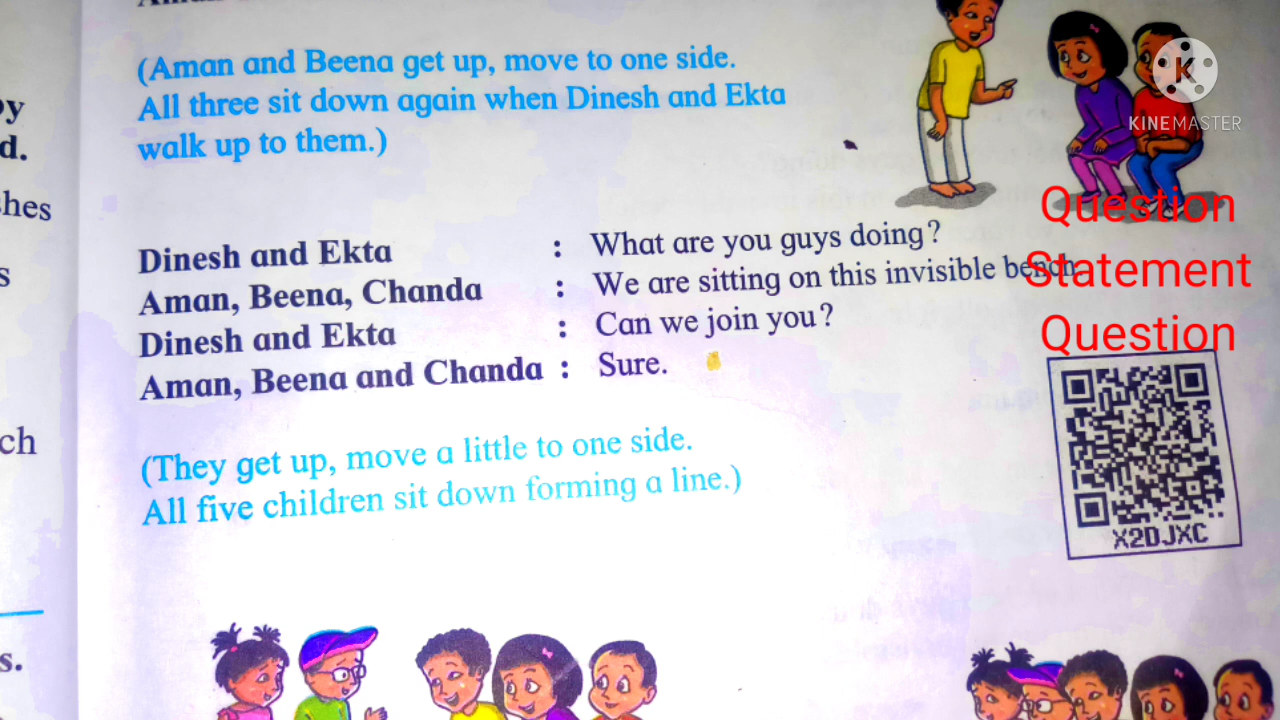 (Aman and Beena get up, move to one side.
All three sit down again when Dinesh and Ekta
walk up to them.)
K
KINEMASTER
Dinesh and Ekta : What are you guys doing?
Aman, Beena, Chanda : We are sitting on this invisible bench
Dinesh and Ekta : Can we join you?
Aman, Beena and Chanda : Sure.
Question
Statement
Question
X2DJXC
(They get up, move a little to one side.
All five children sit down forming a line.)
d.
hes
s
ch
s.